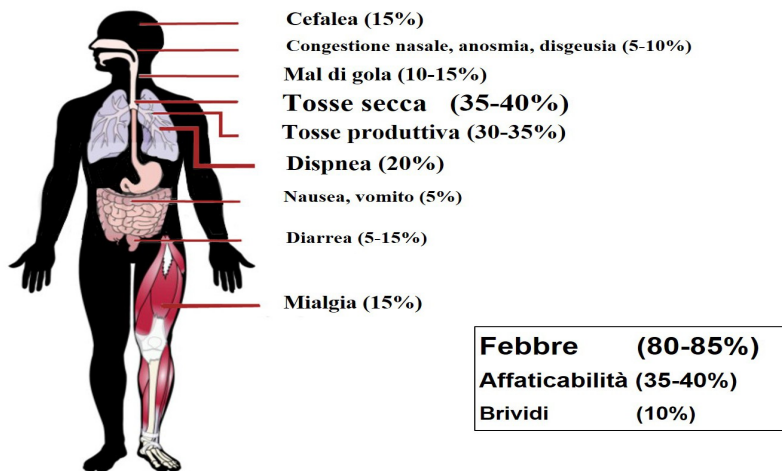 Cefalea (15%)
Congestione nasale, anosmia, disgeusia (5-10%)
Mal di gola (10-15%)
Tosse secca (35-40%)
Tosse produttiva (30-35%)
Dispnea (20%)
Nausea, vomito (5%)
Diarrea (5-15%)
Mialgia (15%)
Febbre (80-85%)
Affaticabilità (35-40%)
Brividi (10%)